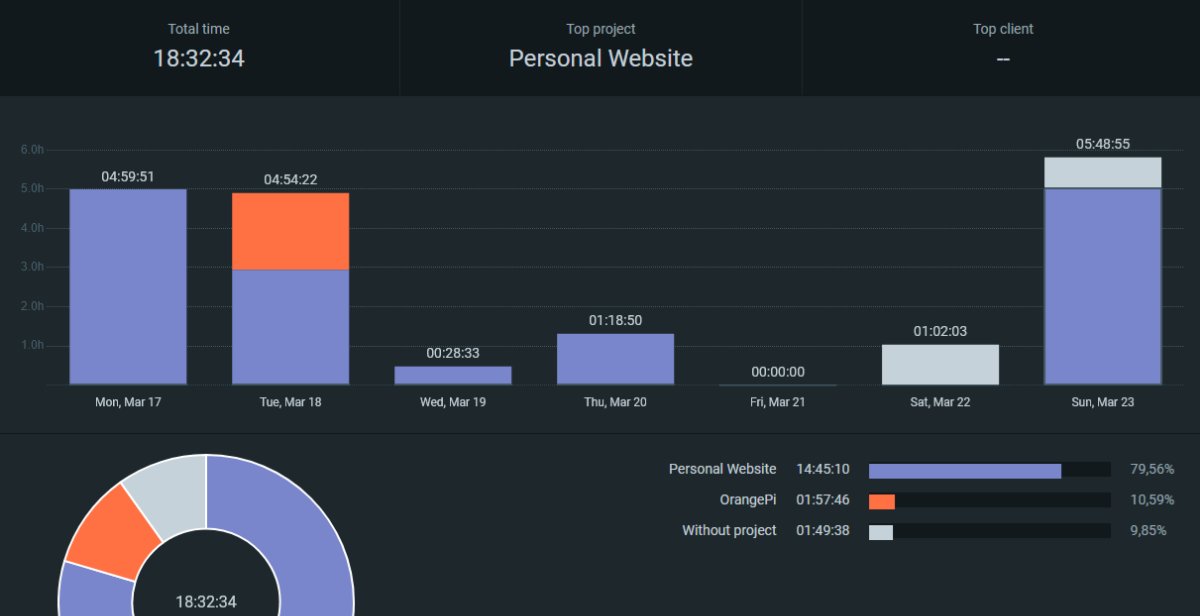 Total time
18:32:34
Top project
Personal Website
Top client
--
6.0h
5.0h
4.0h
3.0h
2.0h
1.0h
04:59:51
04:54:22
00:28:33
01:18:50
00:00:00
01:02:03
05:48:55
Mon, Mar 17
Tue, Mar 18
Wed, Mar 19
Thu, Mar 20
Fri, Mar 21
Sat, Mar 22
Sun, Mar 23
18:32:34
Personal Website 14:45:10 79,56%
OrangePi 01:57:46 10,59%
Without project 01:49:38 9,85%